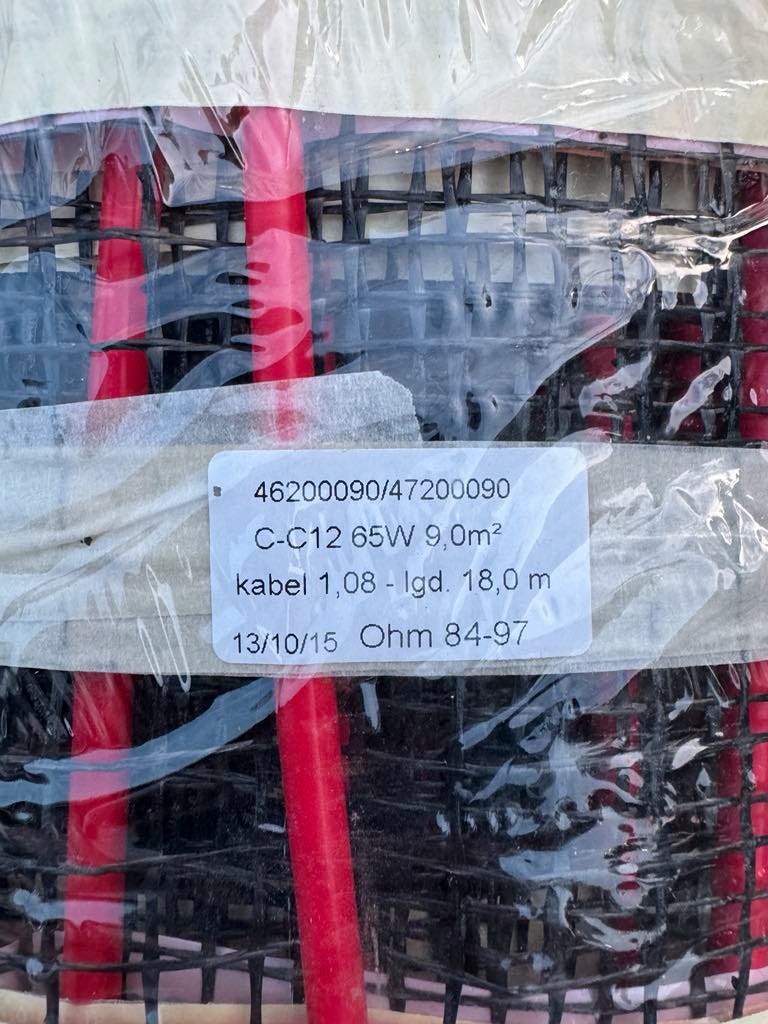 46200090/47200090
C-C12 65W 9,0m²
kabel 1,08 - lgd. 18,0 m
13/10/15 Ohm 84-97